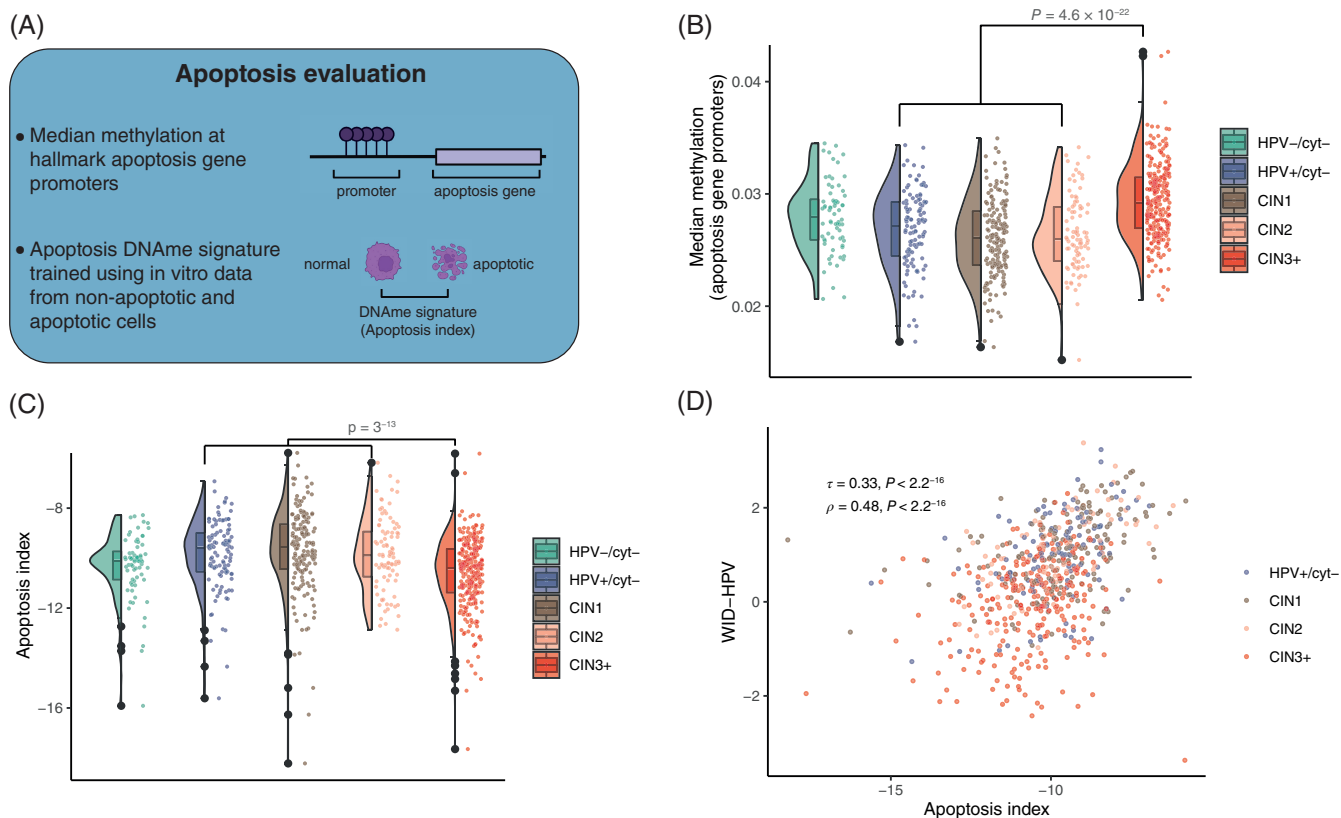 (A)
Apoptosis evaluation
● Median methylation at
hallmark apoptosis gene
promoters
promoter
apoptosis gene
● Apoptosis DNAme signature
trained using in vitro data
from non-apoptotic and
apoptotic cells
normal
apoptotic
DNAme signature
(Apoptosis index)
(B)
P = 4.6 × 10⁻²²
Median methylation
(apoptosis gene promoters)
0.04
0.03
0.02
HPV−/cyt−
HPV+/cyt−
CIN1
CIN2
CIN3+
(C)
p = 3⁻¹³
Apoptosis index
−8
−12
−16
HPV−/cyt−
HPV+/cyt−
CIN1
CIN2
CIN3+
(D)
τ = 0.33, P < 2.2⁻¹⁶
ρ = 0.48, P < 2.2⁻¹⁶
WID−HPV
2
0
−2
−15
−10
Apoptosis index
HPV+/cyt−
CIN1
CIN2
CIN3+